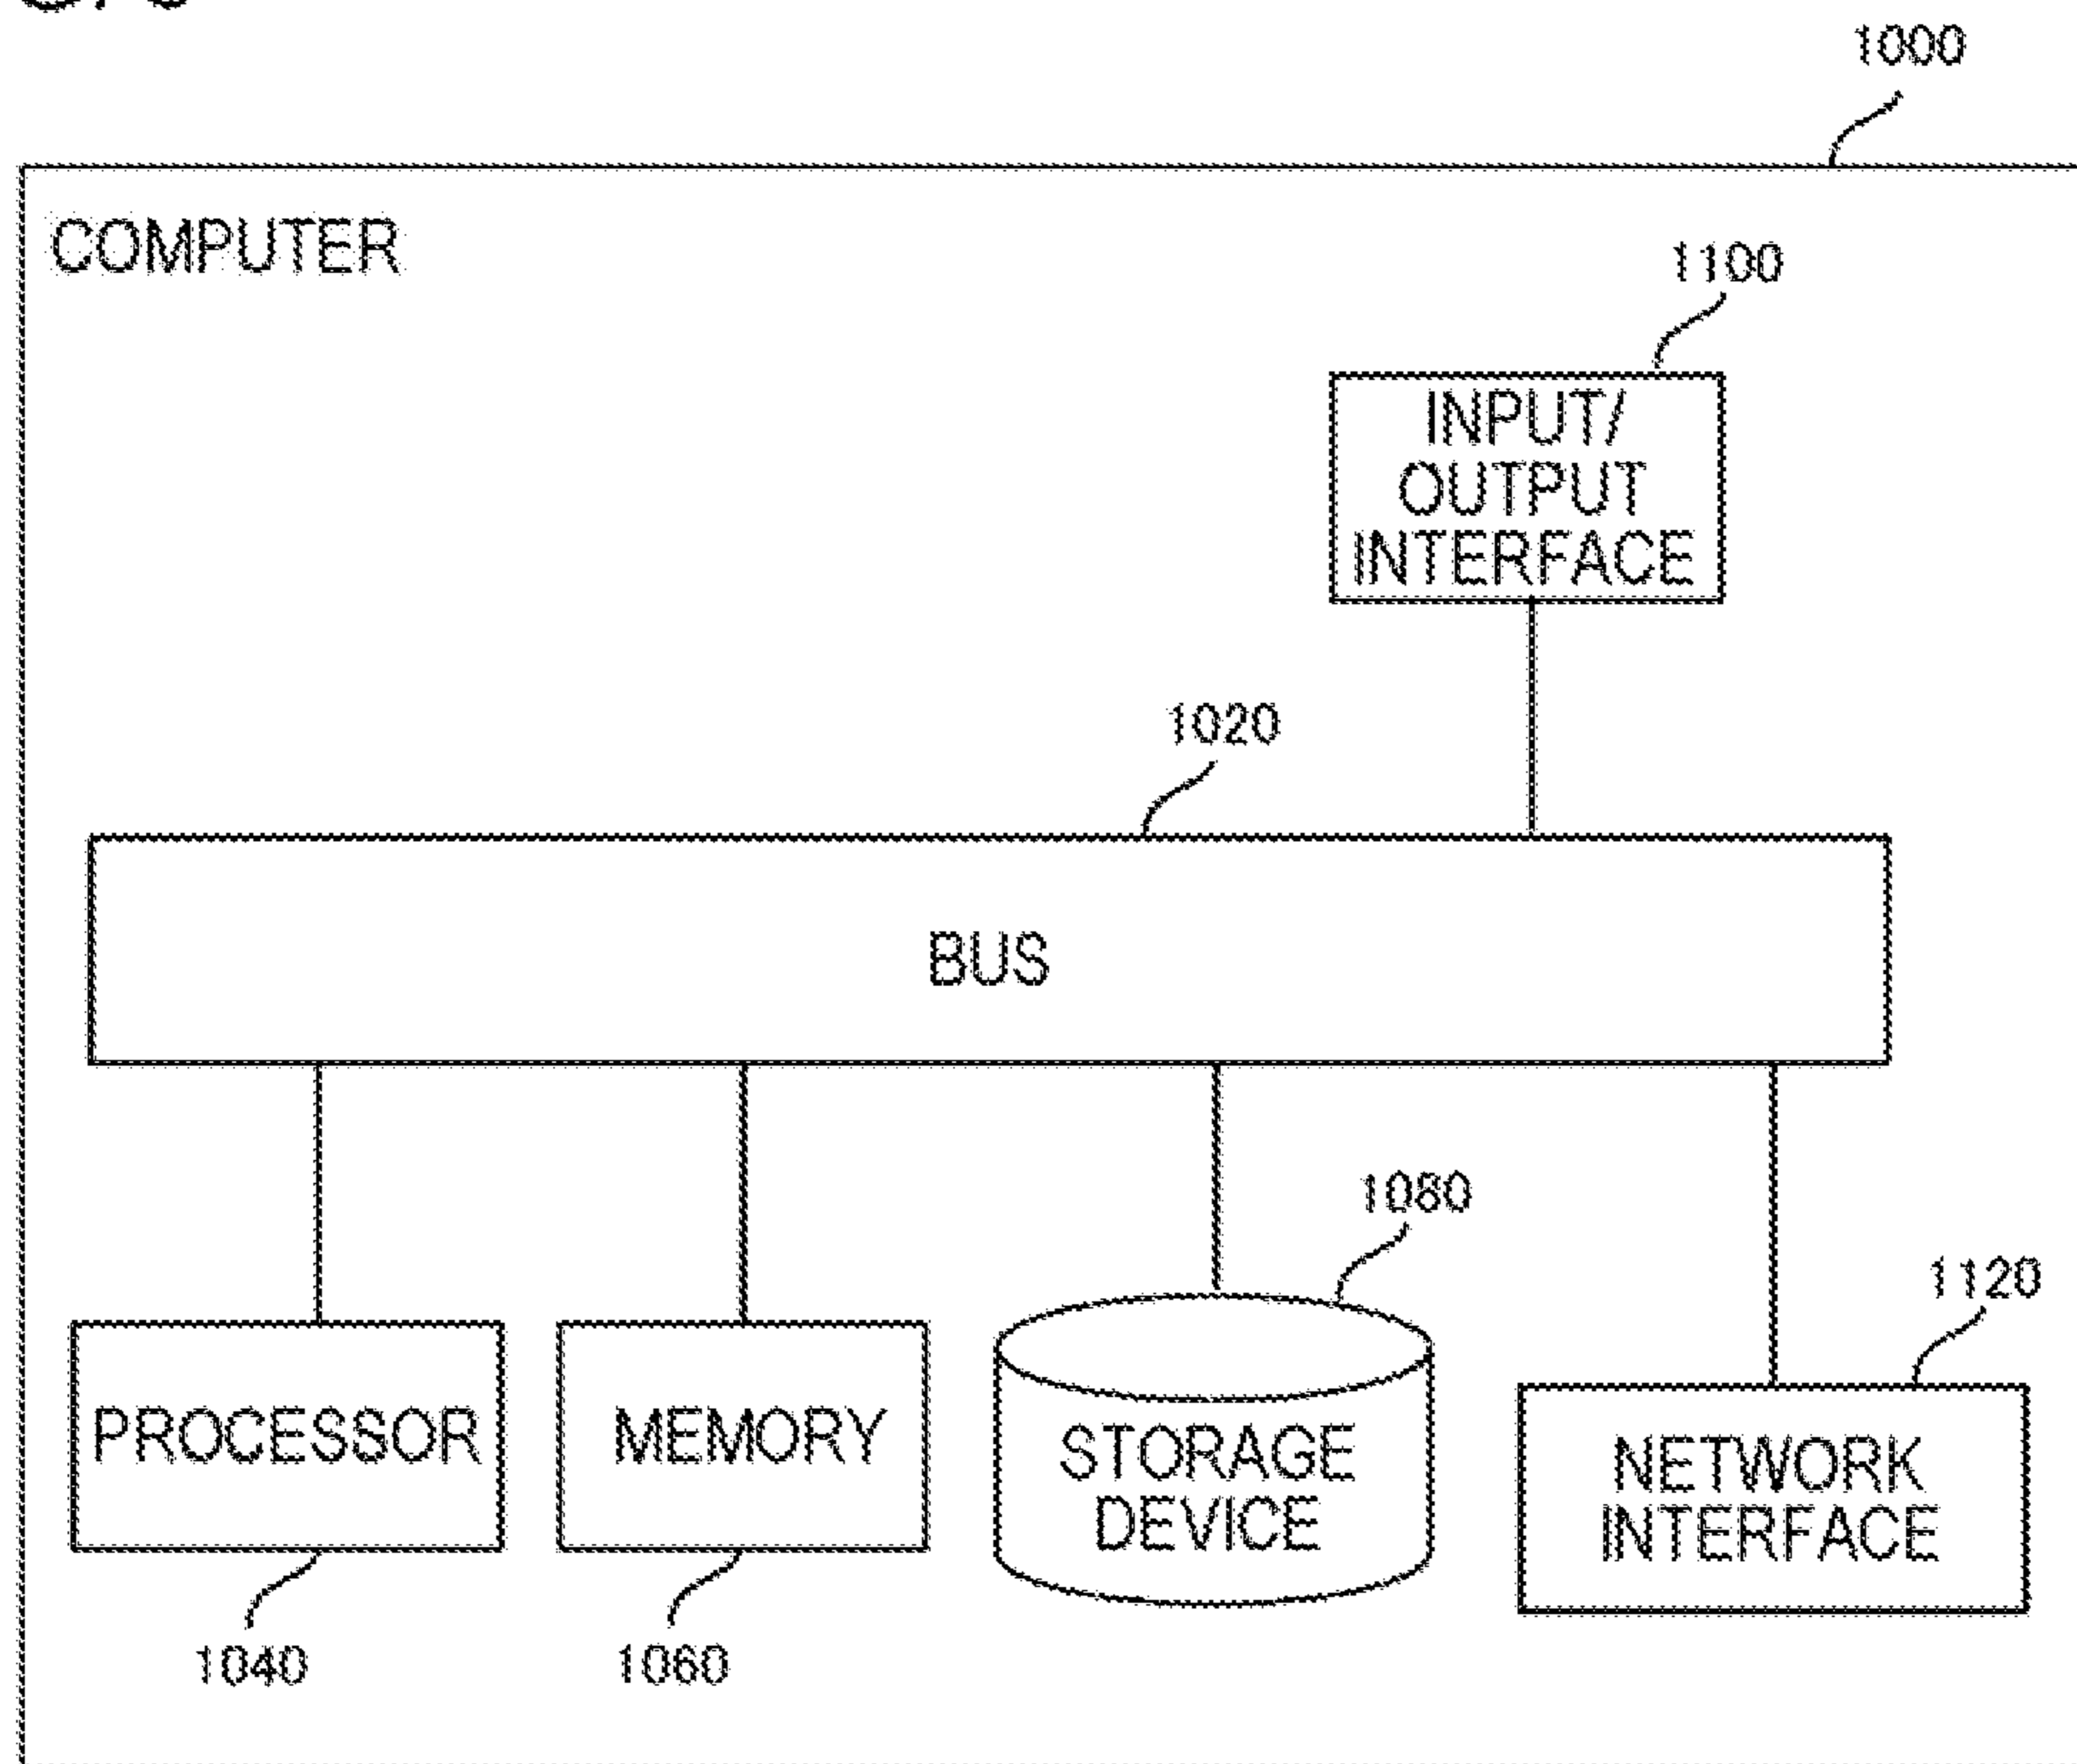 1000
COMPUTER
1100
INPUT/
OUTPUT
INTERFACE
1020
BUS
1080
1120
PROCESSOR
MEMORY
STORAGE
DEVICE
NETWORK
INTERFACE
1040
1060